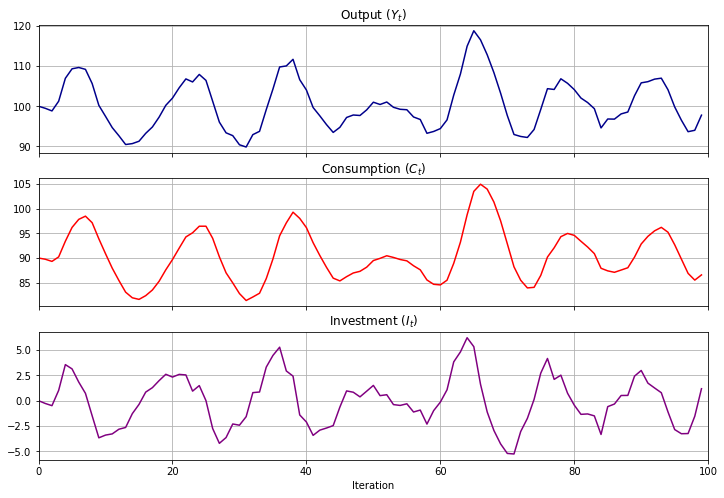 Output (Y_t)
120
110
100
90
Consumption (C_t)
105
100
95
90
85
Investment (I_t)
5.0
2.5
0.0
−2.5
−5.0
0 20 40 60 80 100
Iteration